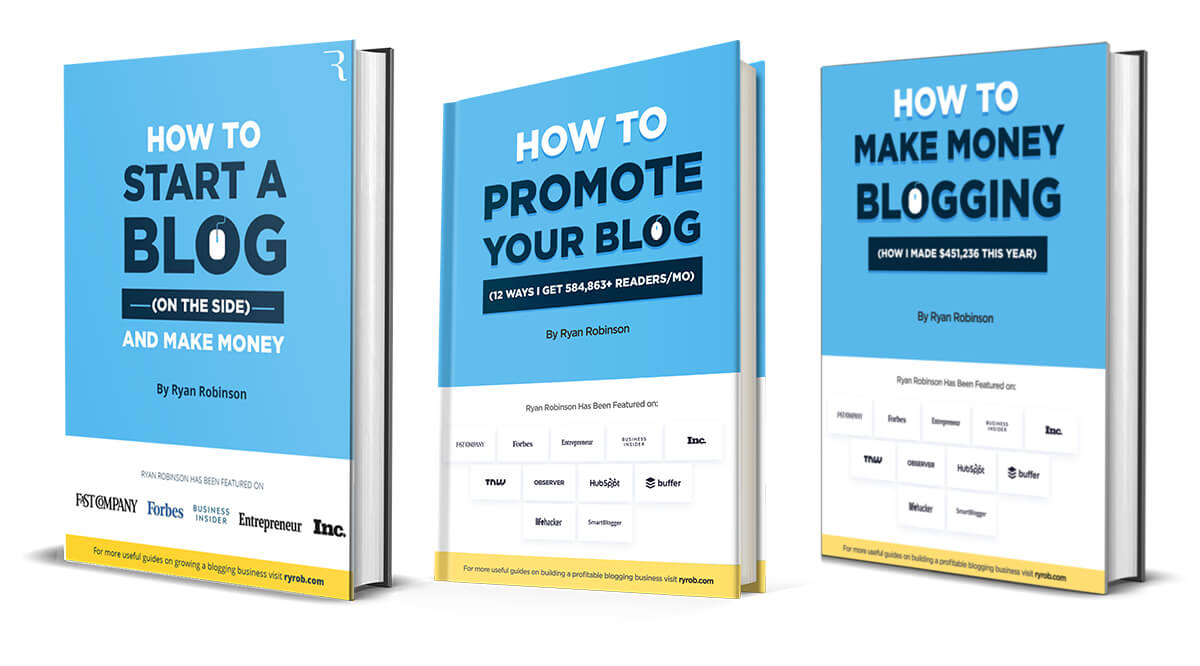 R
HOW TO
START A
BLOG
(ON THE SIDE)
AND MAKE MONEY
By Ryan Robinson
RYAN ROBINSON HAS BEEN FEATURED ON
FAST COMPANY Forbes BUSINESS INSIDER Entrepreneur Inc.
For more useful guides on growing a blogging business visit ryrob.com
HOW TO
PROMOTE
YOUR BLOG
(12 WAYS I GET 584,863+ READERS/MO)
By Ryan Robinson
Ryan Robinson Has Been Featured on:
FAST COMPANY Forbes Entrepreneur BUSINESS INSIDER Inc.
TNW OBSERVER HubSpot buffer
lifehacker SmartBlogger
For more useful guides on building a profitable blogging business visit ryrob.com
HOW TO
MAKE MONEY
BLOGGING
(HOW I MADE $451,236 THIS YEAR)
By Ryan Robinson
Ryan Robinson Has Been Featured on:
FAST COMPANY Forbes Entrepreneur BUSINESS INSIDER Inc.
TNW OBSERVER HubSpot buffer
lifehacker SmartBlogger
For more useful guides on building a profitable blogging business visit ryrob.com